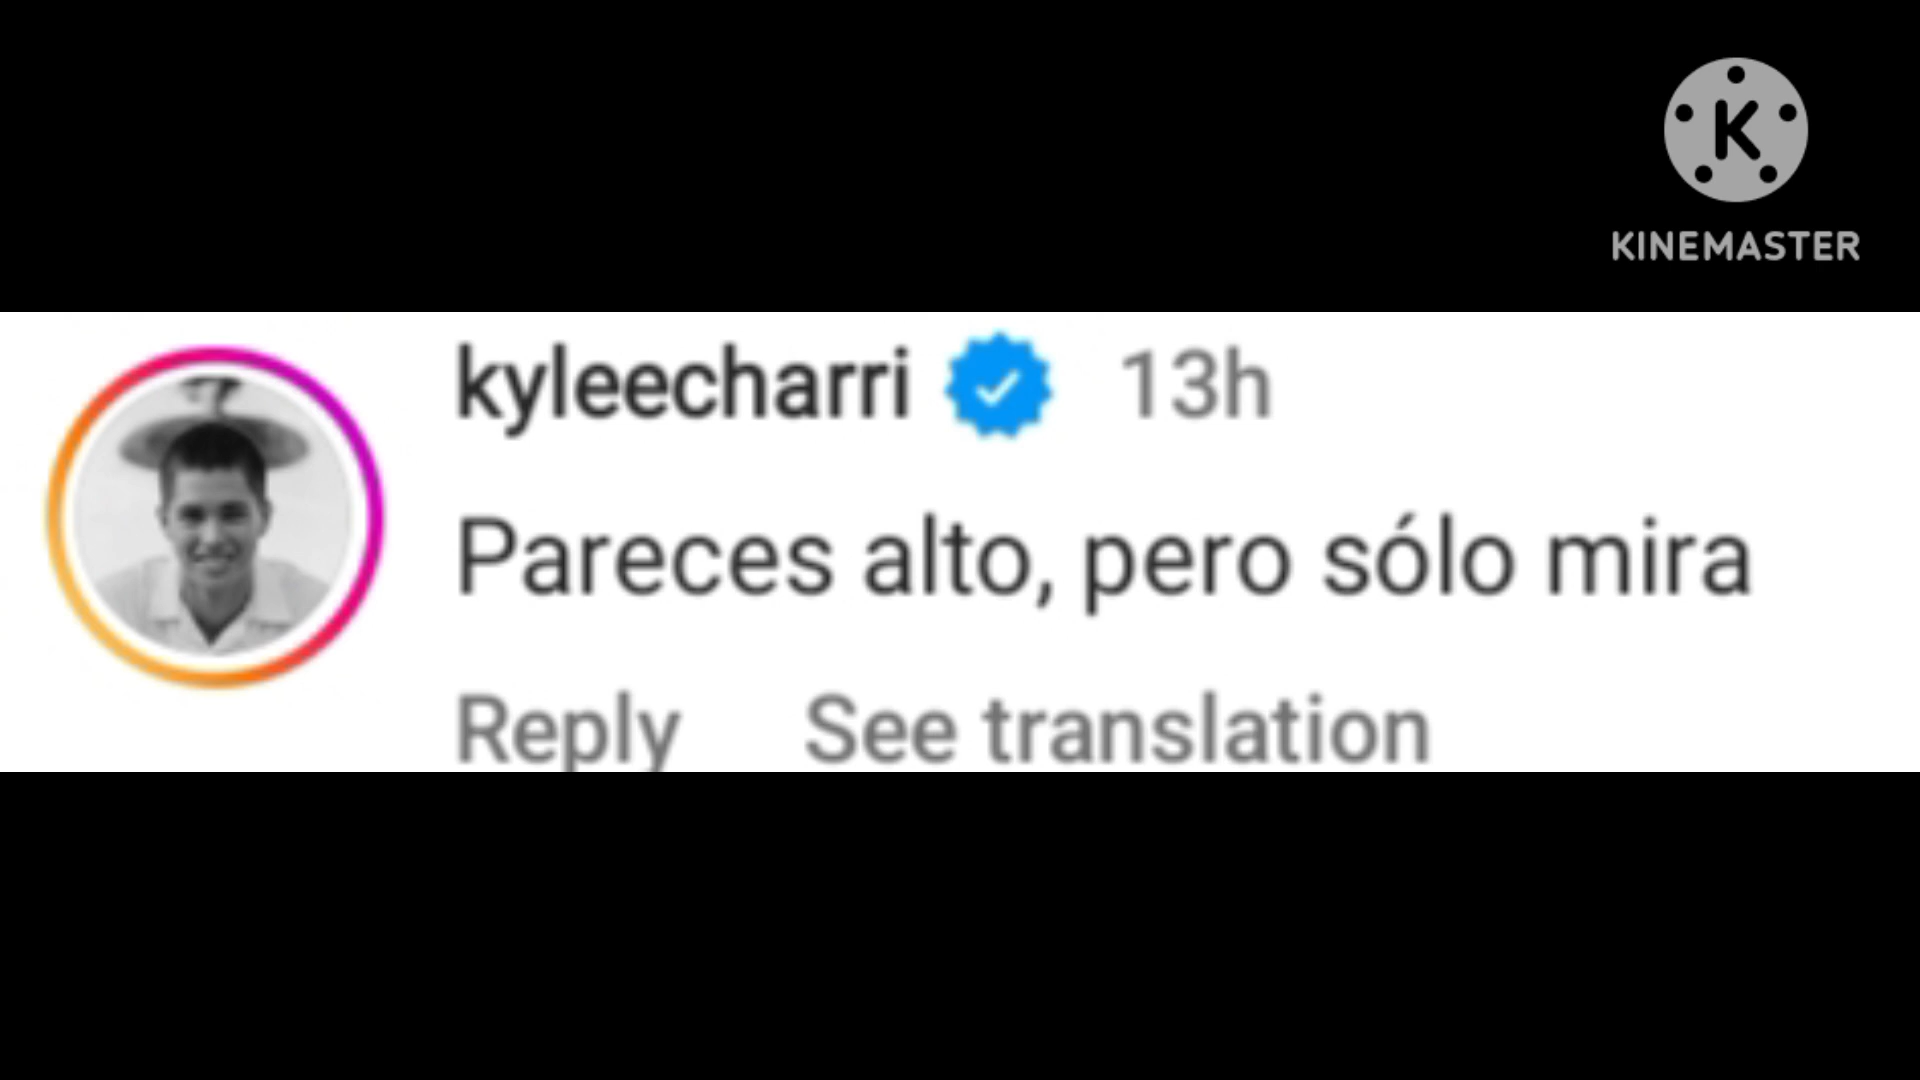 K
KINEMASTER
kyleecharri 13h
Pareces alto, pero sólo mira
Reply See translation